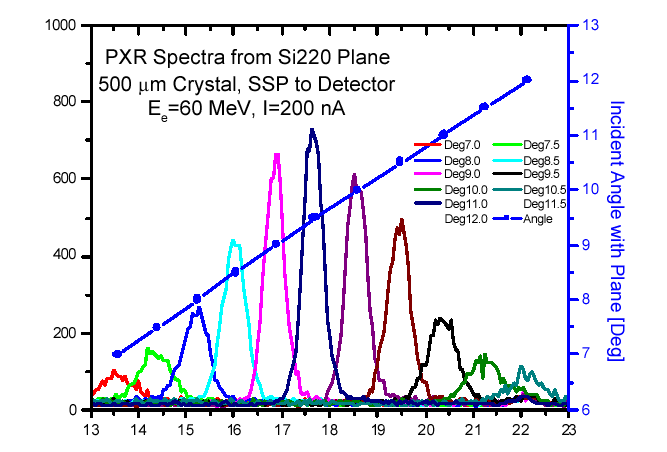 PXR Spectra from Si220 Plane
500 μm Crystal, SSP to Detector
Ee=60 MeV, I=200 nA
1000
800
600
400
200
0
13 14 15 16 17 18 19 20 21 22 23
Deg7.0 Deg7.5
Deg8.0 Deg8.5
Deg9.0 Deg9.5
Deg10.0 Deg10.5
Deg11.0 Deg11.5
Deg12.0 Angle
13
12
11
10
9
8
7
6
Incident Angle with Plane [Deg]